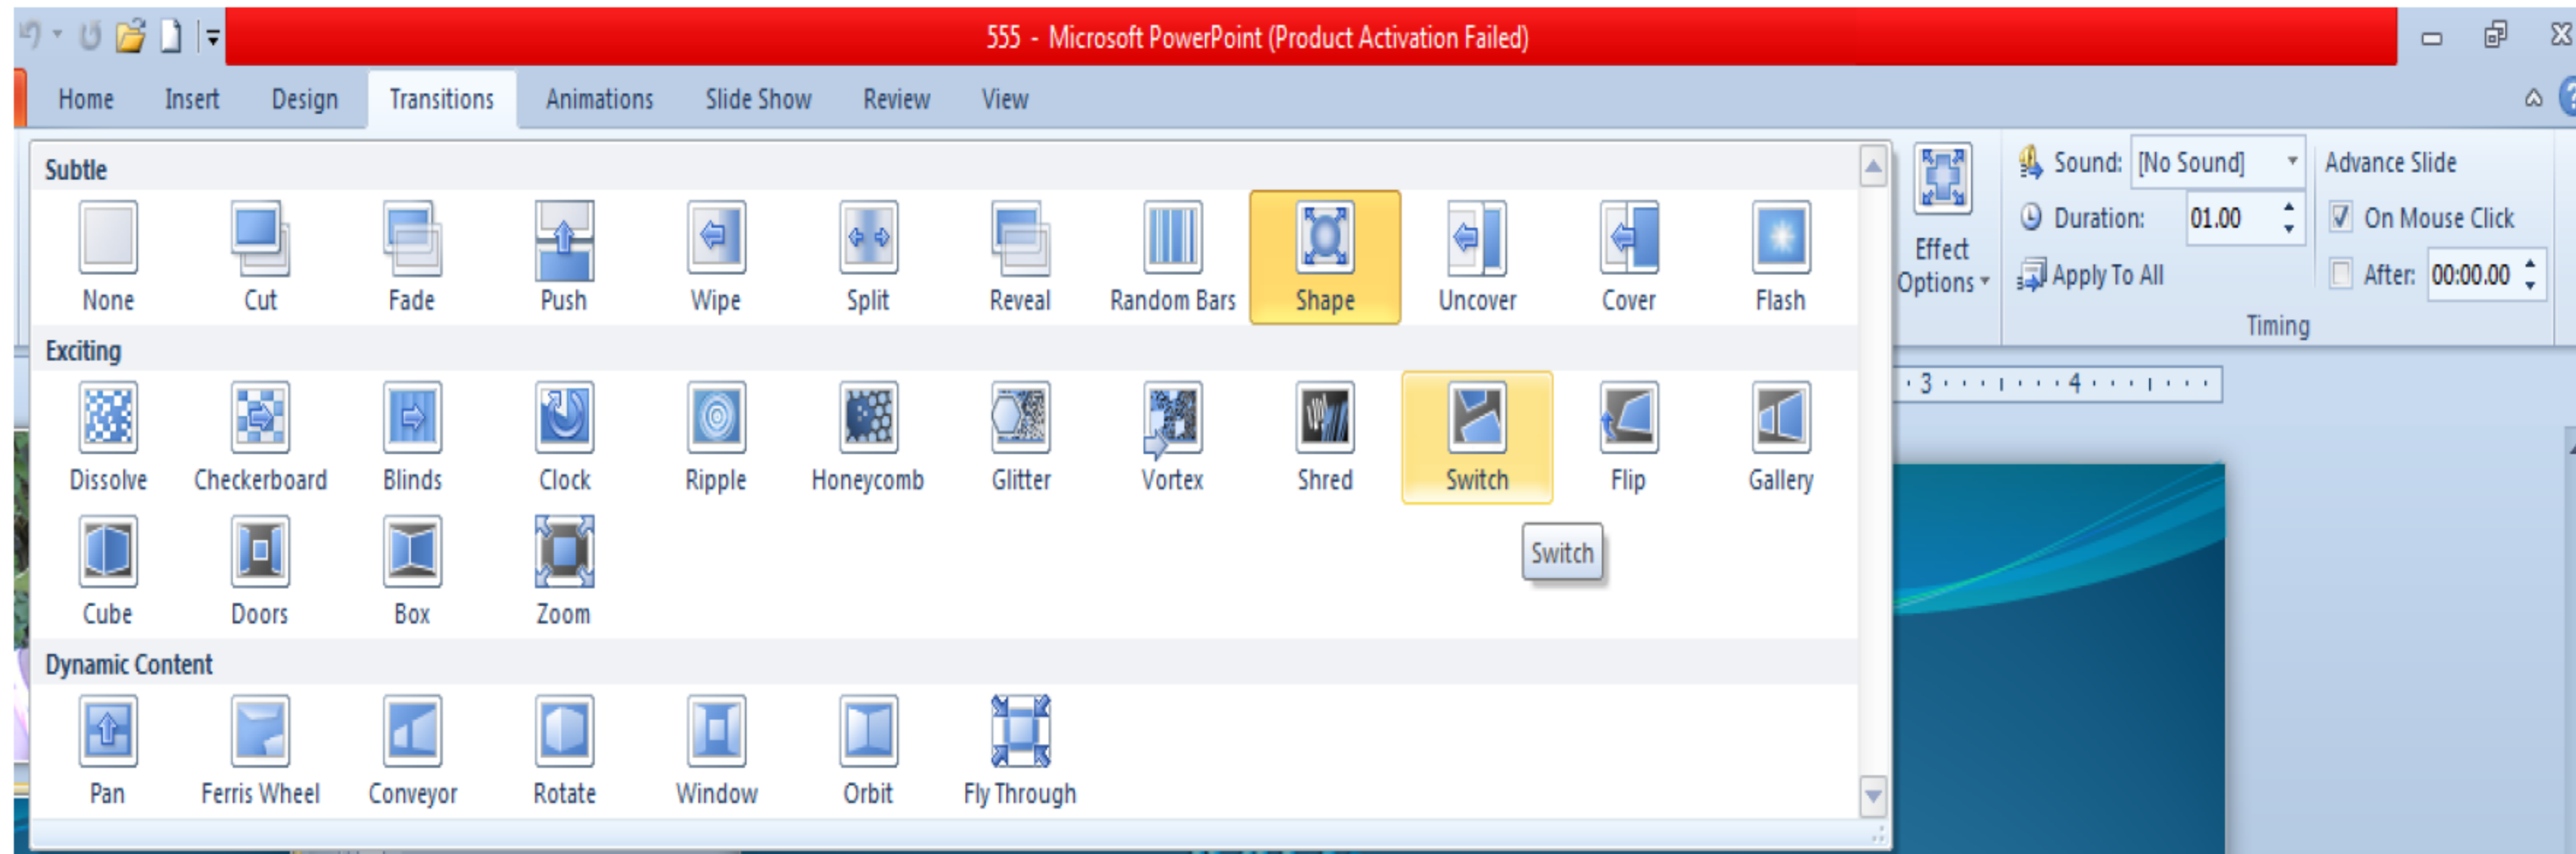 555 - Microsoft PowerPoint (Product Activation Failed)
Home Insert Design Transitions Animations Slide Show Review View
Subtle
None Cut Fade Push Wipe Split Reveal Random Bars Shape Uncover Cover Flash
Exciting
Dissolve Checkerboard Blinds Clock Ripple Honeycomb Glitter Vortex Shred Switch Flip Gallery
Switch
Cube Doors Box Zoom
Dynamic Content
Pan Ferris Wheel Conveyor Rotate Window Orbit Fly Through
Effect
Options
Sound: [No Sound]
Duration: 01.00
Apply To All
Advance Slide
On Mouse Click
After: 00:00.00
Timing
3 4